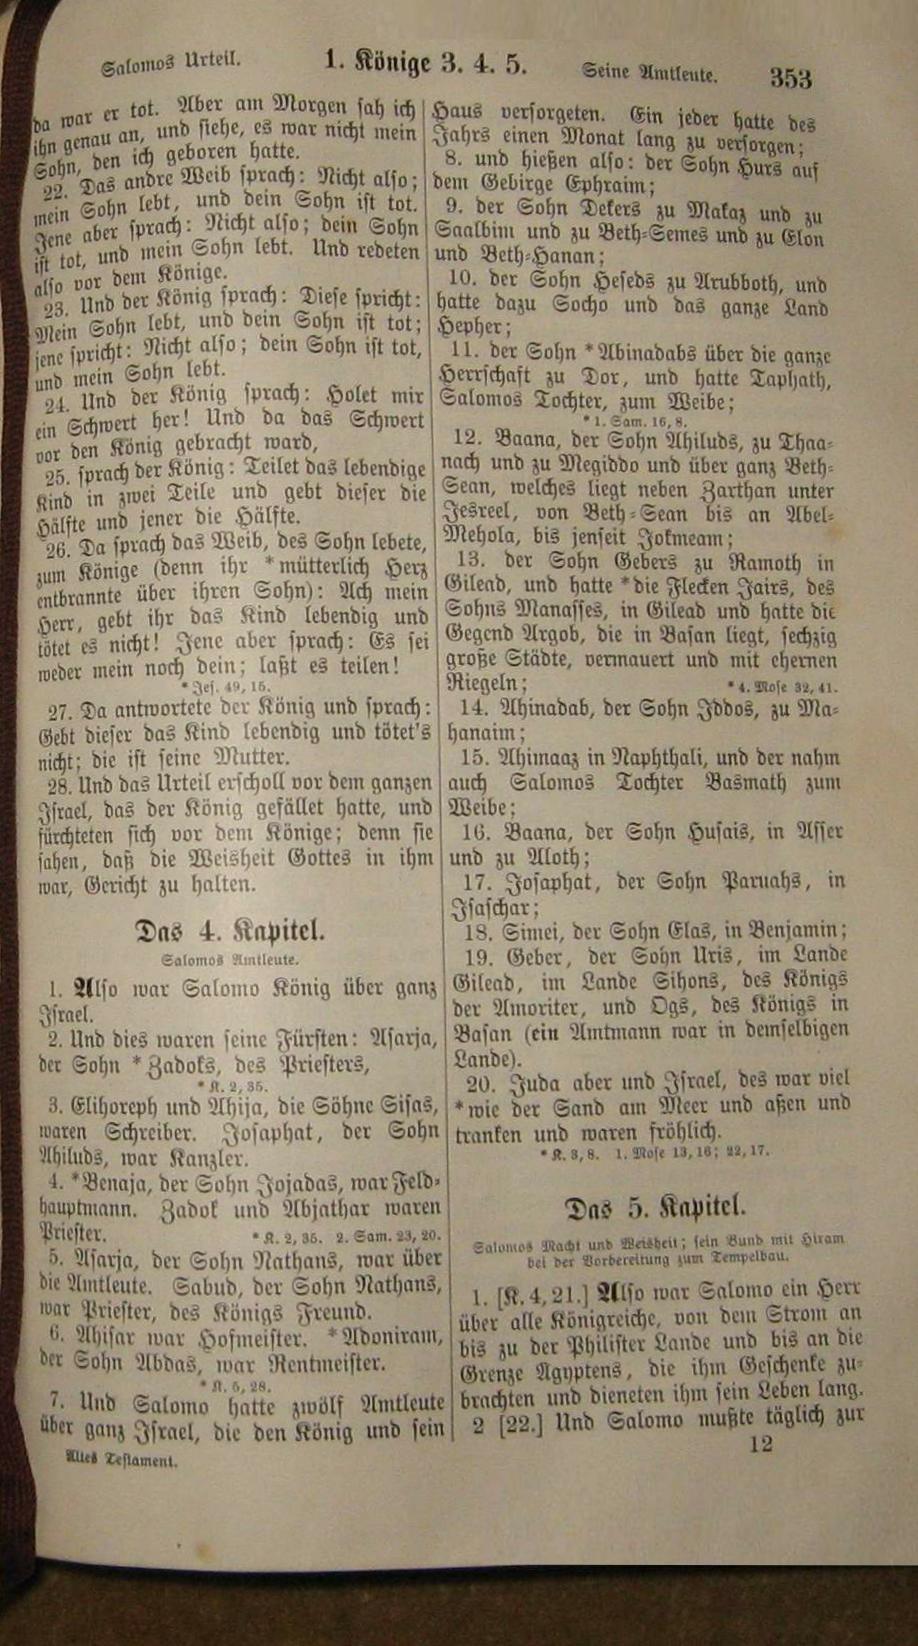 Salomos Urteil.
1. Könige 3. 4. 5.
Seine Amtleute.
353
da war er tot. Aber am Morgen sah ich
ihn genau an, und siehe, es war nicht mein
Sohn, den ich geboren hatte.
22. Das andre Weib sprach: Nicht also;
mein Sohn lebt, und dein Sohn ist tot.
Jene aber sprach: Nicht also; dein Sohn
ist tot, und mein Sohn lebt. Und redeten
also vor dem Könige.
23. Und der König sprach: Diese spricht:
Mein Sohn lebt, und dein Sohn ist tot;
jene spricht: Nicht also; dein Sohn ist tot,
und mein Sohn lebt.
24. Und der König sprach: Holet mir
ein Schwert her! Und da das Schwert
vor den König gebracht ward,
25. sprach der König: Teilet das lebendige
Kind in zwei Teile und gebt dieser die
Hälfte und jener die Hälfte.
26. Da sprach das Weib, des Sohn lebete,
zum Könige (denn ihr *mütterlich Herz
entbrannte über ihren Sohn): Ach mein
Herr, gebt ihr das Kind lebendig und
tötet es nicht! Jene aber sprach: Es sei
weder mein noch dein; laßt es teilen!
* Jes. 49, 15.
27. Da antwortete der König und sprach:
Gebt dieser das Kind lebendig und tötet's
nicht; die ist seine Mutter.
28. Und das Urteil erscholl vor dem ganzen
Israel, das der König gefället hatte, und
fürchteten sich vor dem Könige; denn sie
sahen, daß die Weisheit Gottes in ihm
war, Gericht zu halten.
Das 4. Kapitel.
Salomos Amtleute.
1. Also war Salomo König über ganz
Israel.
2. Und dies waren seine Fürsten: Asarja,
der Sohn *Zadoks, des Priesters,
* K. 2, 35.
3. Elihoreph und Ahija, die Söhne Sisas,
waren Schreiber. Josaphat, der Sohn
Ahiluds, war Kanzler.
4. *Benaja, der Sohn Jojadas, war Feld-
hauptmann. Zadok und Abjathar waren
Priester. * K. 2, 35. 2. Sam. 23, 20.
5. Asarja, der Sohn Nathans, war über
die Amtleute. Sabud, der Sohn Nathans,
war Priester, des Königs Freund.
6. Ahisar war Hofmeister. *Adoniram,
der Sohn Abdas, war Rentmeister.
* K. 5, 28.
7. Und Salomo hatte zwölf Amtleute
über ganz Israel, die den König und sein
Altes Testament.
Haus versorgeten. Ein jeder hatte des
Jahrs einen Monat lang zu versorgen;
8. und hießen also: der Sohn Hurs auf
dem Gebirge Ephraim;
9. der Sohn Dekers zu Makaz und zu
Saalbim und zu Beth-Semes und zu Elon
und Beth-Hanan;
10. der Sohn Heseds zu Arubboth, und
hatte dazu Socho und das ganze Land
Hepher;
11. der Sohn *Abinadabs über die ganze
Herrschaft zu Dor, und hatte Taphath,
Salomos Tochter, zum Weibe;
* 1. Sam. 16, 8.
12. Baana, der Sohn Ahiluds, zu Thaa-
nach und zu Megiddo und über ganz Beth-
Sean, welches liegt neben Zarthan unter
Jesreel, von Beth-Sean bis an Abel-
Mehola, bis jenseit Jokmeam;
13. der Sohn Gebers zu Ramoth in
Gilead, und hatte *die Flecken Jairs, des
Sohns Manasses, in Gilead und hatte die
Gegend Argob, die in Basan liegt, sechzig
große Städte, vermauert und mit ehernen
Riegeln; * 4. Mose 32, 41.
14. Ahinadab, der Sohn Iddos, zu Ma-
hanaim;
15. Ahimaaz in Naphthali, und der nahm
auch Salomos Tochter Basmath zum
Weibe;
16. Baana, der Sohn Husais, in Asser
und zu Aloth;
17. Josaphat, der Sohn Paruahs, in
Isaschar;
18. Simei, der Sohn Elas, in Benjamin;
19. Geber, der Sohn Uris, im Lande
Gilead, im Lande Sihons, des Königs
der Amoriter, und Ogs, des Königs in
Basan (ein Amtmann war in demselbigen
Lande).
20. Juda aber und Israel, des war viel
*wie der Sand am Meer und aßen und
tranken und waren fröhlich.
* K. 3, 8. 1. Mose 13, 16; 22, 17.
Das 5. Kapitel.
Salomos Macht und Weisheit; sein Bund mit Hiram
bei der Vorbereitung zum Tempelbau.
1. [K. 4, 21.] Also war Salomo ein Herr
über alle Königreiche, von dem Strom an
bis zu der Philister Lande und bis an die
Grenze Ägyptens, die ihm Geschenke zu-
brachten und dieneten ihm sein Leben lang.
2 [22.] Und Salomo mußte täglich zur
12